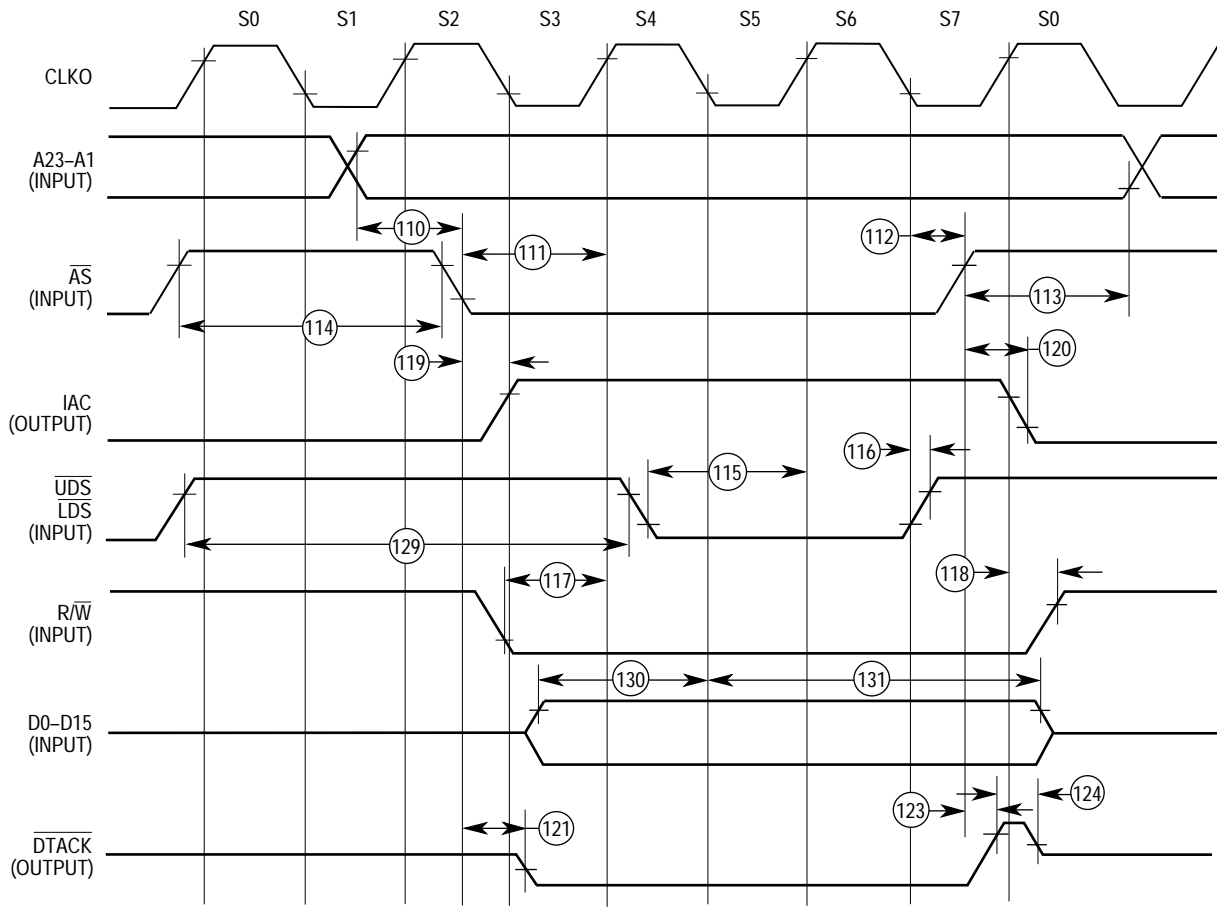 S0 S1 S2 S3 S4 S5 S6 S7 S0
CLKO
A23–A1
(INPUT)
110
111
112
AS
(INPUT)
113
114
119
120
IAC
(OUTPUT)
116
115
UDS
LDS
(INPUT)
129
117
118
R/W
(INPUT)
130
131
D0–D15
(INPUT)
124
123
121
DTACK
(OUTPUT)